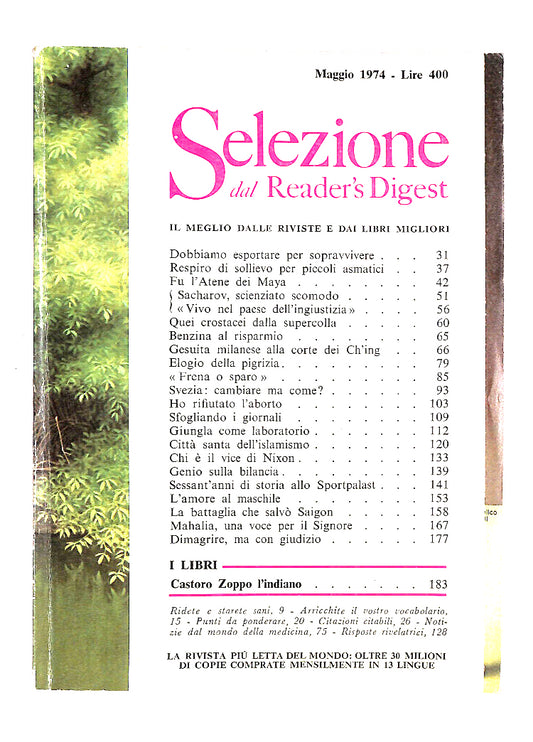 Maggio 1974 - Lire 400
Selezione
dal Reader's Digest
IL MEGLIO DALLE RIVISTE E DAI LIBRI MIGLIORI
Dobbiamo esportare per sopravvivere . . . 31
Respiro di sollievo per piccoli asmatici . . 37
Fu l'Atene dei Maya . . . . . . . 42
Sacharov, scienziato scomodo . . . . . 51
« Vivo nel paese dell'ingiustizia » . . . . 56
Quei crostacei dalla supercolla . . . . . 60
Benzina al risparmio . . . . . . . 65
Gesuita milanese alla corte dei Ch'ing . . 66
Elogio della pigrizia . . . . . . . . 79
« Frena o sparo » . . . . . . . . 85
Svezia: cambiare ma come? . . . . . . 93
Ho rifiutato l'aborto . . . . . . . 103
Sfogliando i giornali . . . . . . . 109
Giungla come laboratorio . . . . . . 112
Città santa dell'islamismo . . . . . . 120
Chi è il vice di Nixon . . . . . . . 133
Genio sulla bilancia . . . . . . . . 139
Sessant'anni di storia allo Sportpalast . . . 141
L'amore al maschile . . . . . . . 153
La battaglia che salvò Saigon . . . . . 158
Mahalia, una voce per il Signore . . . . 167
Dimagrire, ma con giudizio . . . . . 177
I LIBRI
Castoro Zoppo l'indiano . . . . . . . 183
Ridete e starete sani, 9 - Arricchite il vostro vocabolario,
15 - Punti da ponderare, 20 - Citazioni citabili, 26 - Noti-
zie dal mondo della medicina, 75 - Risposte rivelatrici, 128
LA RIVISTA PIÙ LETTA DEL MONDO: OLTRE 30 MILIONI
DI COPIE COMPRATE MENSILMENTE IN 13 LINGUE